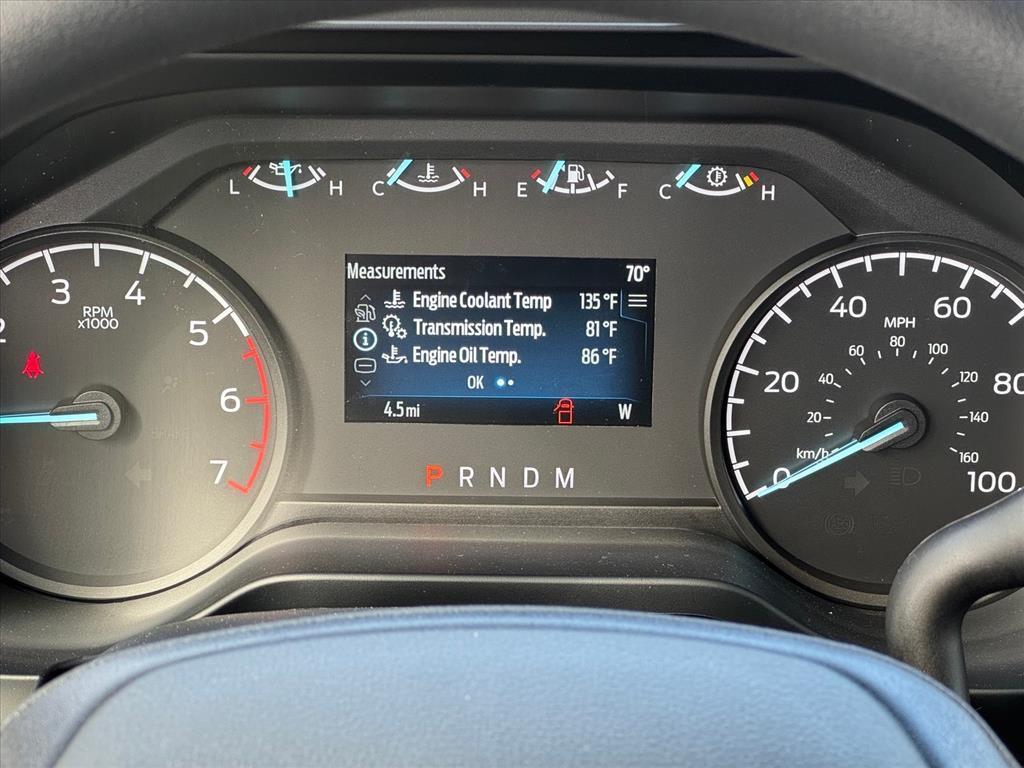 L H C H E F C H
Measurements 70°
Engine Coolant Temp 135 °F
Transmission Temp. 81 °F
Engine Oil Temp. 86 °F
OK
4.5 mi W
P R N D M
3 4 5 6 7
RPM
x1000
0 20 40 60 80 100
MPH
20 40 60 80 100 120 140 160
km/h